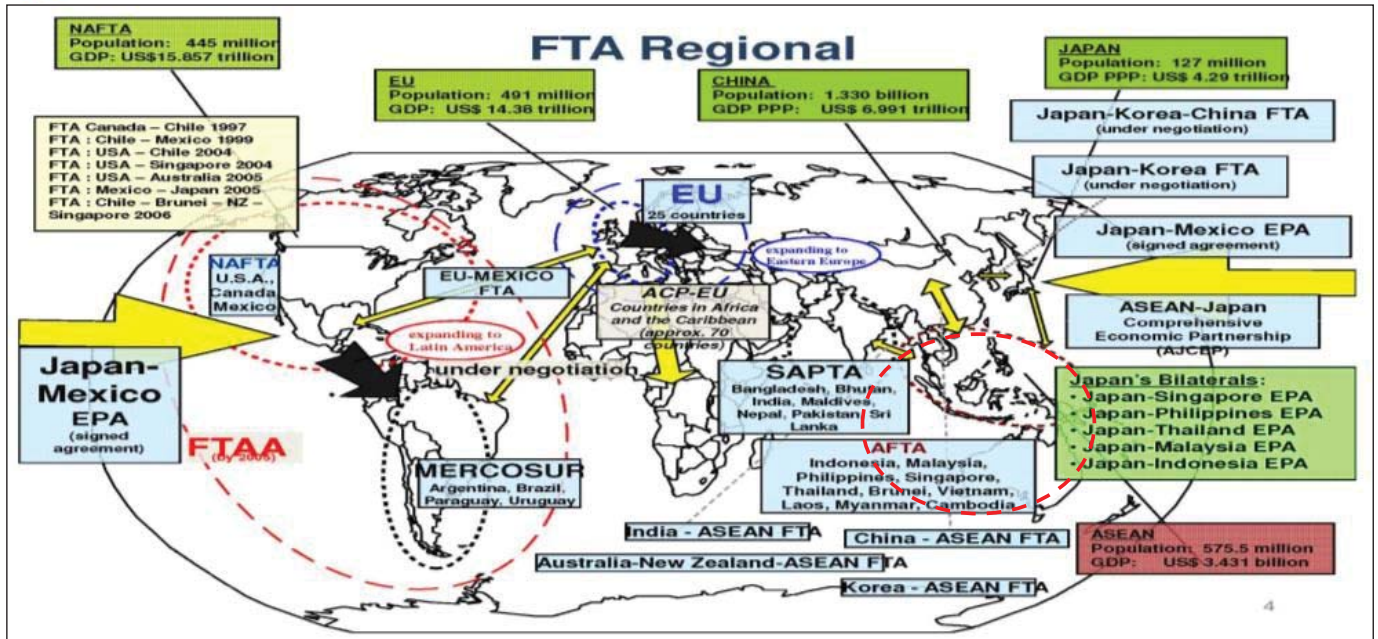 FTA Regional
NAFTA
Population: 445 million
GDP: US$15.857 trillion
EU
Population: 491 million
GDP: US$ 14.38 trillion
CHINA
Population: 1.330 billion
GDP PPP: US$ 6.991 trillion
JAPAN
Population: 127 million
GDP PPP: US$ 4.29 trillion
FTA Canada – Chile 1997
FTA : Chile – Mexico 1999
FTA : USA – Chile 2004
FTA : USA – Singapore 2004
FTA : USA – Australia 2005
FTA : Mexico – Japan 2005
FTA : Chile – Brunei – NZ –
Singapore 2006
Japan-Korea-China FTA
(under negotiation)
Japan-Korea FTA
(under negotiation)
Japan-Mexico EPA
(signed agreement)
EU
25 countries
expanding to
Eastern Europe
NAFTA
U.S.A.,
Canada
Mexico
EU-MEXICO
FTA
ACP-EU
Countries in Africa
and the Caribbean
(approx. 70
countries)
expanding to
Latin America
under negotiation
ASEAN-Japan
Comprehensive
Economic Partnership
(AJCEP)
Japan-
Mexico
EPA
(signed
agreement)
FTAA
(by 2005)
SAPTA
Bangladesh, Bhutan,
India, Maldives,
Nepal, Pakistan, Sri
Lanka
Japan's Bilaterals:
• Japan-Singapore EPA
• Japan-Philippines EPA
• Japan-Thailand EPA
• Japan-Malaysia EPA
• Japan-Indonesia EPA
MERCOSUR
Argentina, Brazil,
Paraguay, Uruguay
AFTA
Indonesia, Malaysia,
Philippines, Singapore,
Thailand, Brunei, Vietnam,
Laos, Myanmar, Cambodia
India - ASEAN FTA
China - ASEAN FTA
Australia-New Zealand-ASEAN FTA
Korea - ASEAN FTA
ASEAN
Population: 575.5 million
GDP: US$ 3.431 billion
4